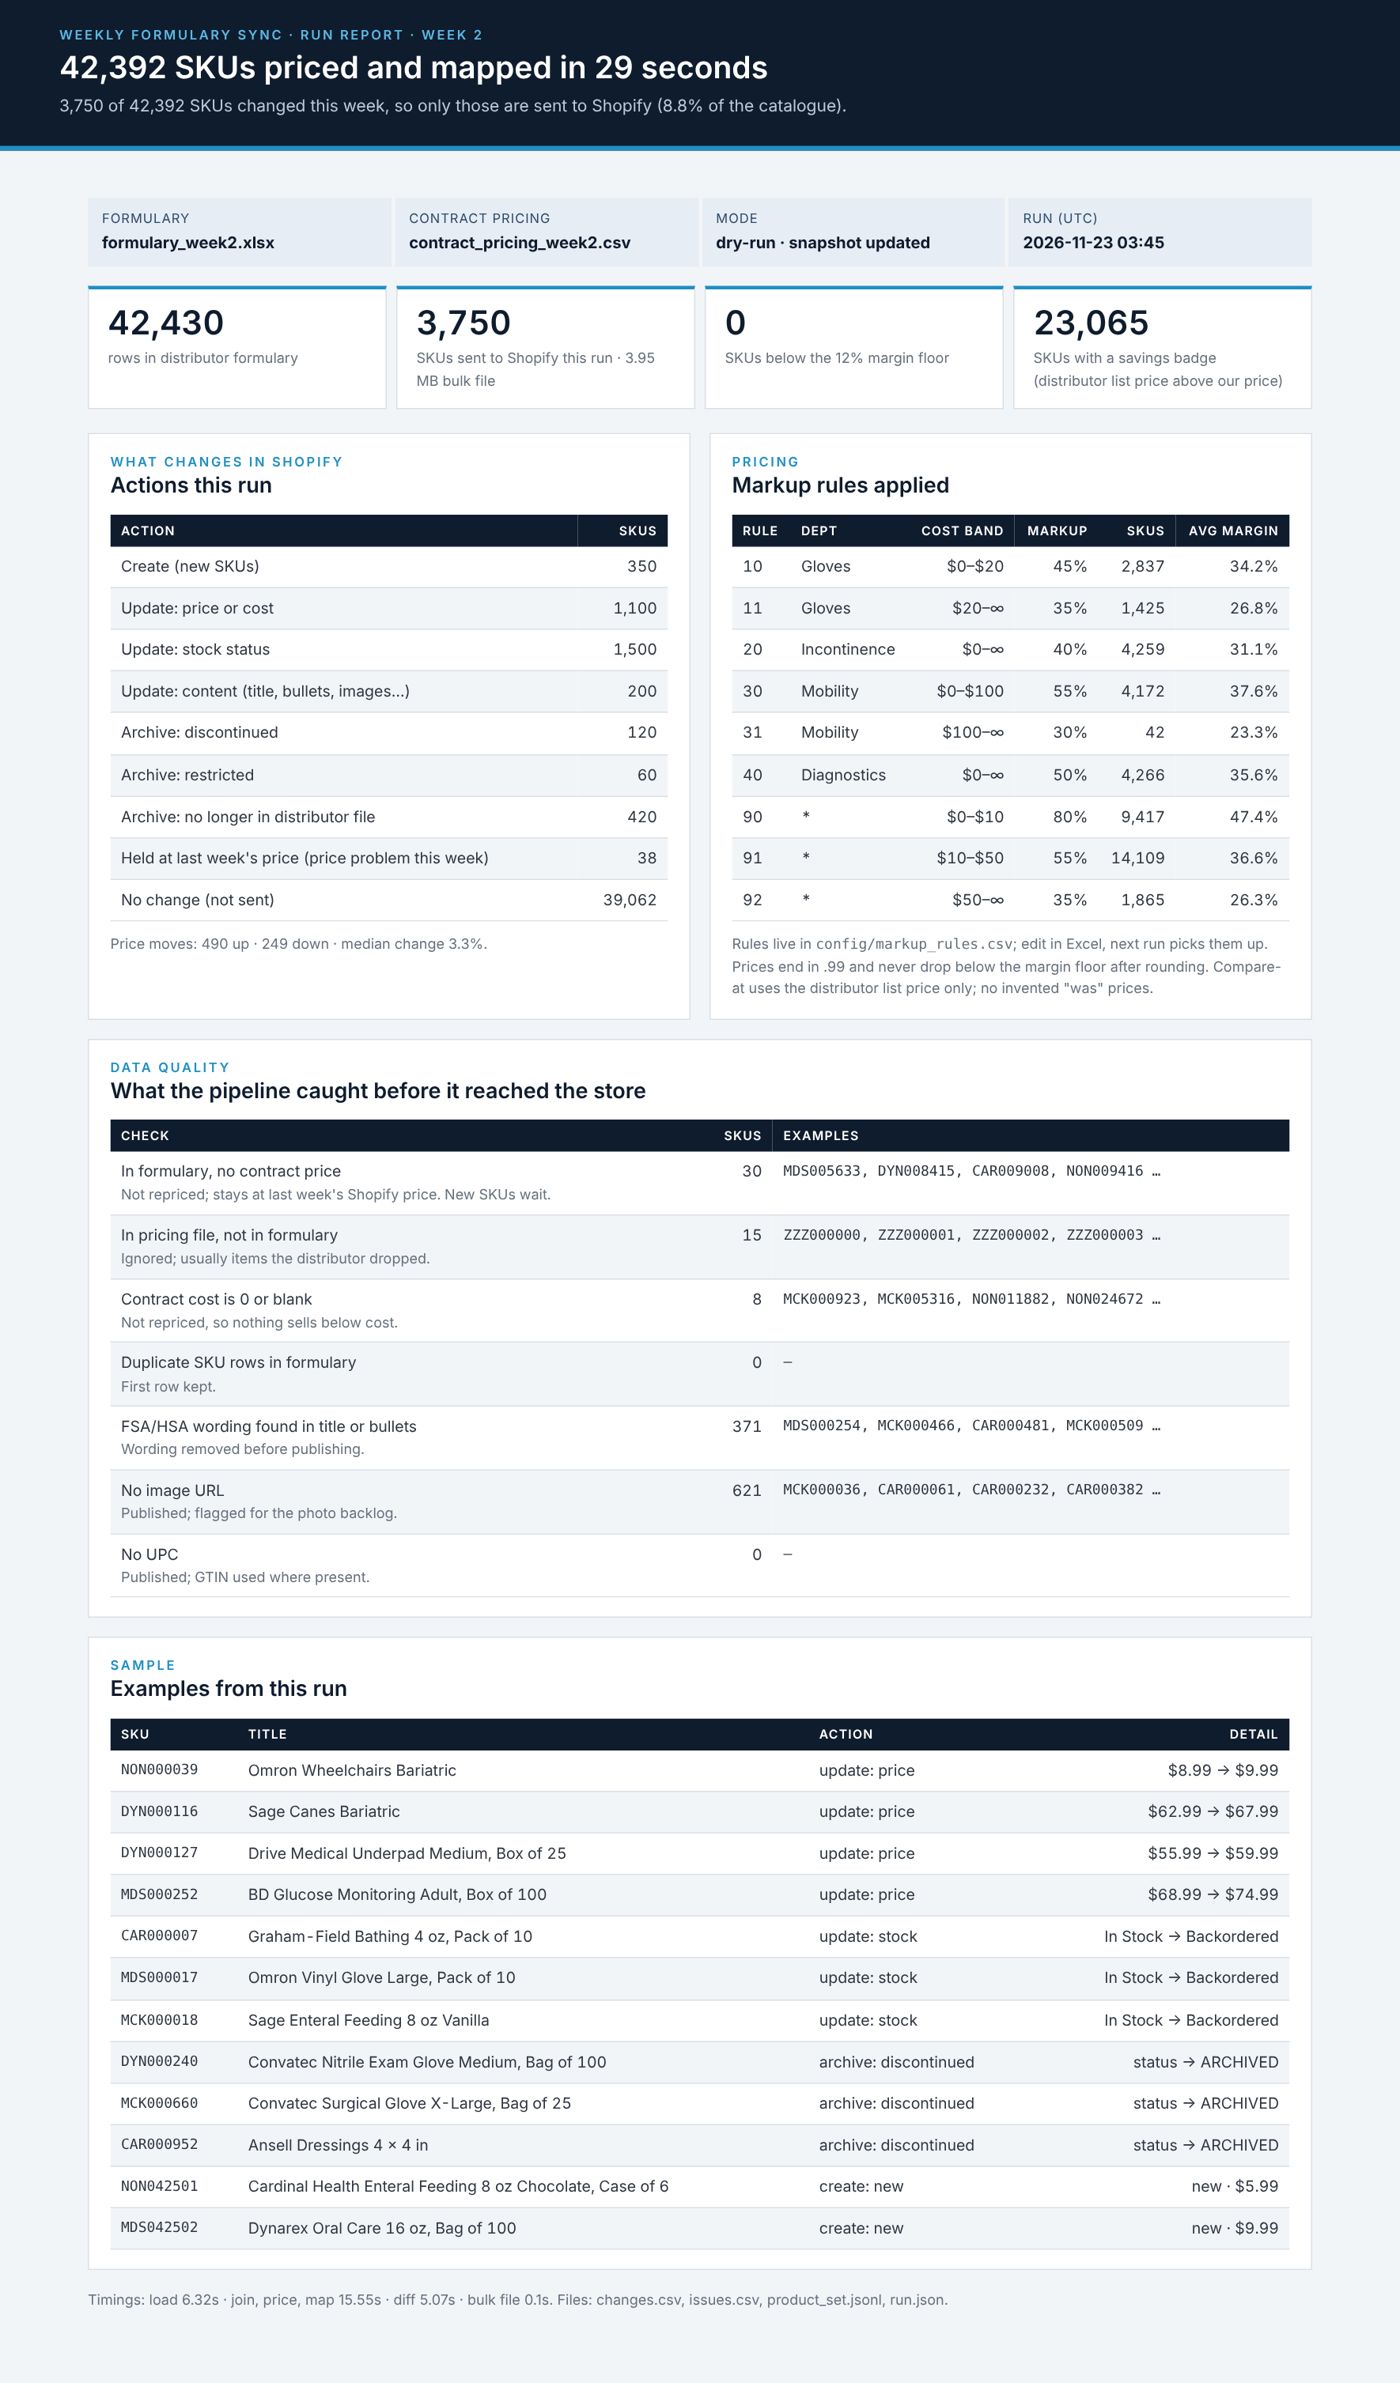 WEEKLY FORMULARY SYNC · RUN REPORT · WEEK 2
42,392 SKUs priced and mapped in 29 seconds
3,750 of 42,392 SKUs changed this week, so only those are sent to Shopify (8.8% of the catalogue).
FORMULARY
formulary_week2.xlsx
CONTRACT PRICING
contract_pricing_week2.csv
MODE
dry-run · snapshot updated
RUN (UTC)
2026-11-23 03:45
42,430
rows in distributor formulary
3,750
SKUs sent to Shopify this run · 3.95
MB bulk file
0
SKUs below the 12% margin floor
23,065
SKUs with a savings badge
(distributor list price above our price)
WHAT CHANGES IN SHOPIFY
Actions this run
ACTION SKUS
Create (new SKUs) 350
Update: price or cost 1,100
Update: stock status 1,500
Update: content (title, bullets, images…) 200
Archive: discontinued 120
Archive: restricted 60
Archive: no longer in distributor file 420
Held at last week's price (price problem this week) 38
No change (not sent) 39,062
Price moves: 490 up · 249 down · median change 3.3%.
PRICING
Markup rules applied
RULE DEPT COST BAND MARKUP SKUS AVG MARGIN
10 Gloves $0–$20 45% 2,837 34.2%
11 Gloves $20–∞ 35% 1,425 26.8%
20 Incontinence $0–∞ 40% 4,259 31.1%
30 Mobility $0–$100 55% 4,172 37.6%
31 Mobility $100–∞ 30% 42 23.3%
40 Diagnostics $0–∞ 50% 4,266 35.6%
90 * $0–$10 80% 9,417 47.4%
91 * $10–$50 55% 14,109 36.6%
92 * $50–∞ 35% 1,865 26.3%
Rules live in config/markup_rules.csv; edit in Excel, next run picks them up.
Prices end in .99 and never drop below the margin floor after rounding. Compare-
at uses the distributor list price only; no invented "was" prices.
DATA QUALITY
What the pipeline caught before it reached the store
CHECK SKUS EXAMPLES
In formulary, no contract price 30 MDS005633, DYN008415, CAR009008, NON009416 …
Not repriced; stays at last week's Shopify price. New SKUs wait.
In pricing file, not in formulary 15 ZZZ000000, ZZZ000001, ZZZ000002, ZZZ000003 …
Ignored; usually items the distributor dropped.
Contract cost is 0 or blank 8 MCK000923, MCK005316, NON011882, NON024672 …
Not repriced, so nothing sells below cost.
Duplicate SKU rows in formulary 0 –
First row kept.
FSA/HSA wording found in title or bullets 371 MDS000254, MCK000466, CAR000481, MCK000509 …
Wording removed before publishing.
No image URL 621 MCK000036, CAR000061, CAR000232, CAR000382 …
Published; flagged for the photo backlog.
No UPC 0 –
Published; GTIN used where present.
SAMPLE
Examples from this run
SKU TITLE ACTION DETAIL
NON000039 Omron Wheelchairs Bariatric update: price $8.99 → $9.99
DYN000116 Sage Canes Bariatric update: price $62.99 → $67.99
DYN000127 Drive Medical Underpad Medium, Box of 25 update: price $55.99 → $59.99
MDS000252 BD Glucose Monitoring Adult, Box of 100 update: price $68.99 → $74.99
CAR000007 Graham-Field Bathing 4 oz, Pack of 10 update: stock In Stock → Backordered
MDS000017 Omron Vinyl Glove Large, Pack of 10 update: stock In Stock → Backordered
MCK000018 Sage Enteral Feeding 8 oz Vanilla update: stock In Stock → Backordered
DYN000240 Convatec Nitrile Exam Glove Medium, Bag of 100 archive: discontinued status → ARCHIVED
MCK000660 Convatec Surgical Glove X-Large, Bag of 25 archive: discontinued status → ARCHIVED
CAR000952 Ansell Dressings 4 × 4 in archive: discontinued status → ARCHIVED
NON042501 Cardinal Health Enteral Feeding 8 oz Chocolate, Case of 6 create: new new · $5.99
MDS042502 Dynarex Oral Care 16 oz, Bag of 100 create: new new · $9.99
Timings: load 6.32s · join, price, map 15.55s · diff 5.07s · bulk file 0.1s. Files: changes.csv, issues.csv, product_set.jsonl, run.json.